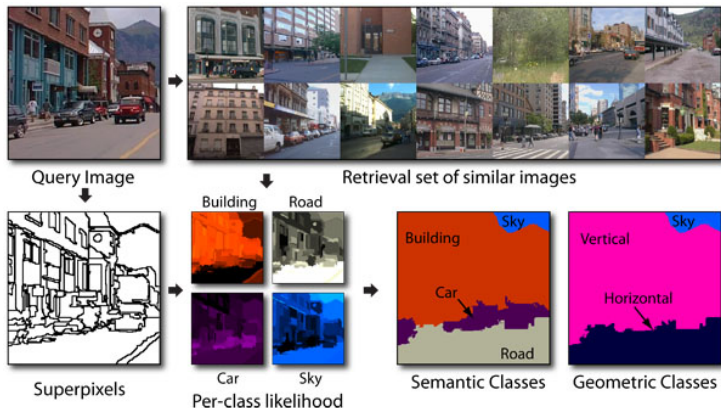 Query Image
Retrieval set of similar images
Building
Road
Car
Sky
Superpixels
Per-class likelihood
Building
Sky
Car
Road
Semantic Classes
Vertical
Sky
Horizontal
Geometric Classes